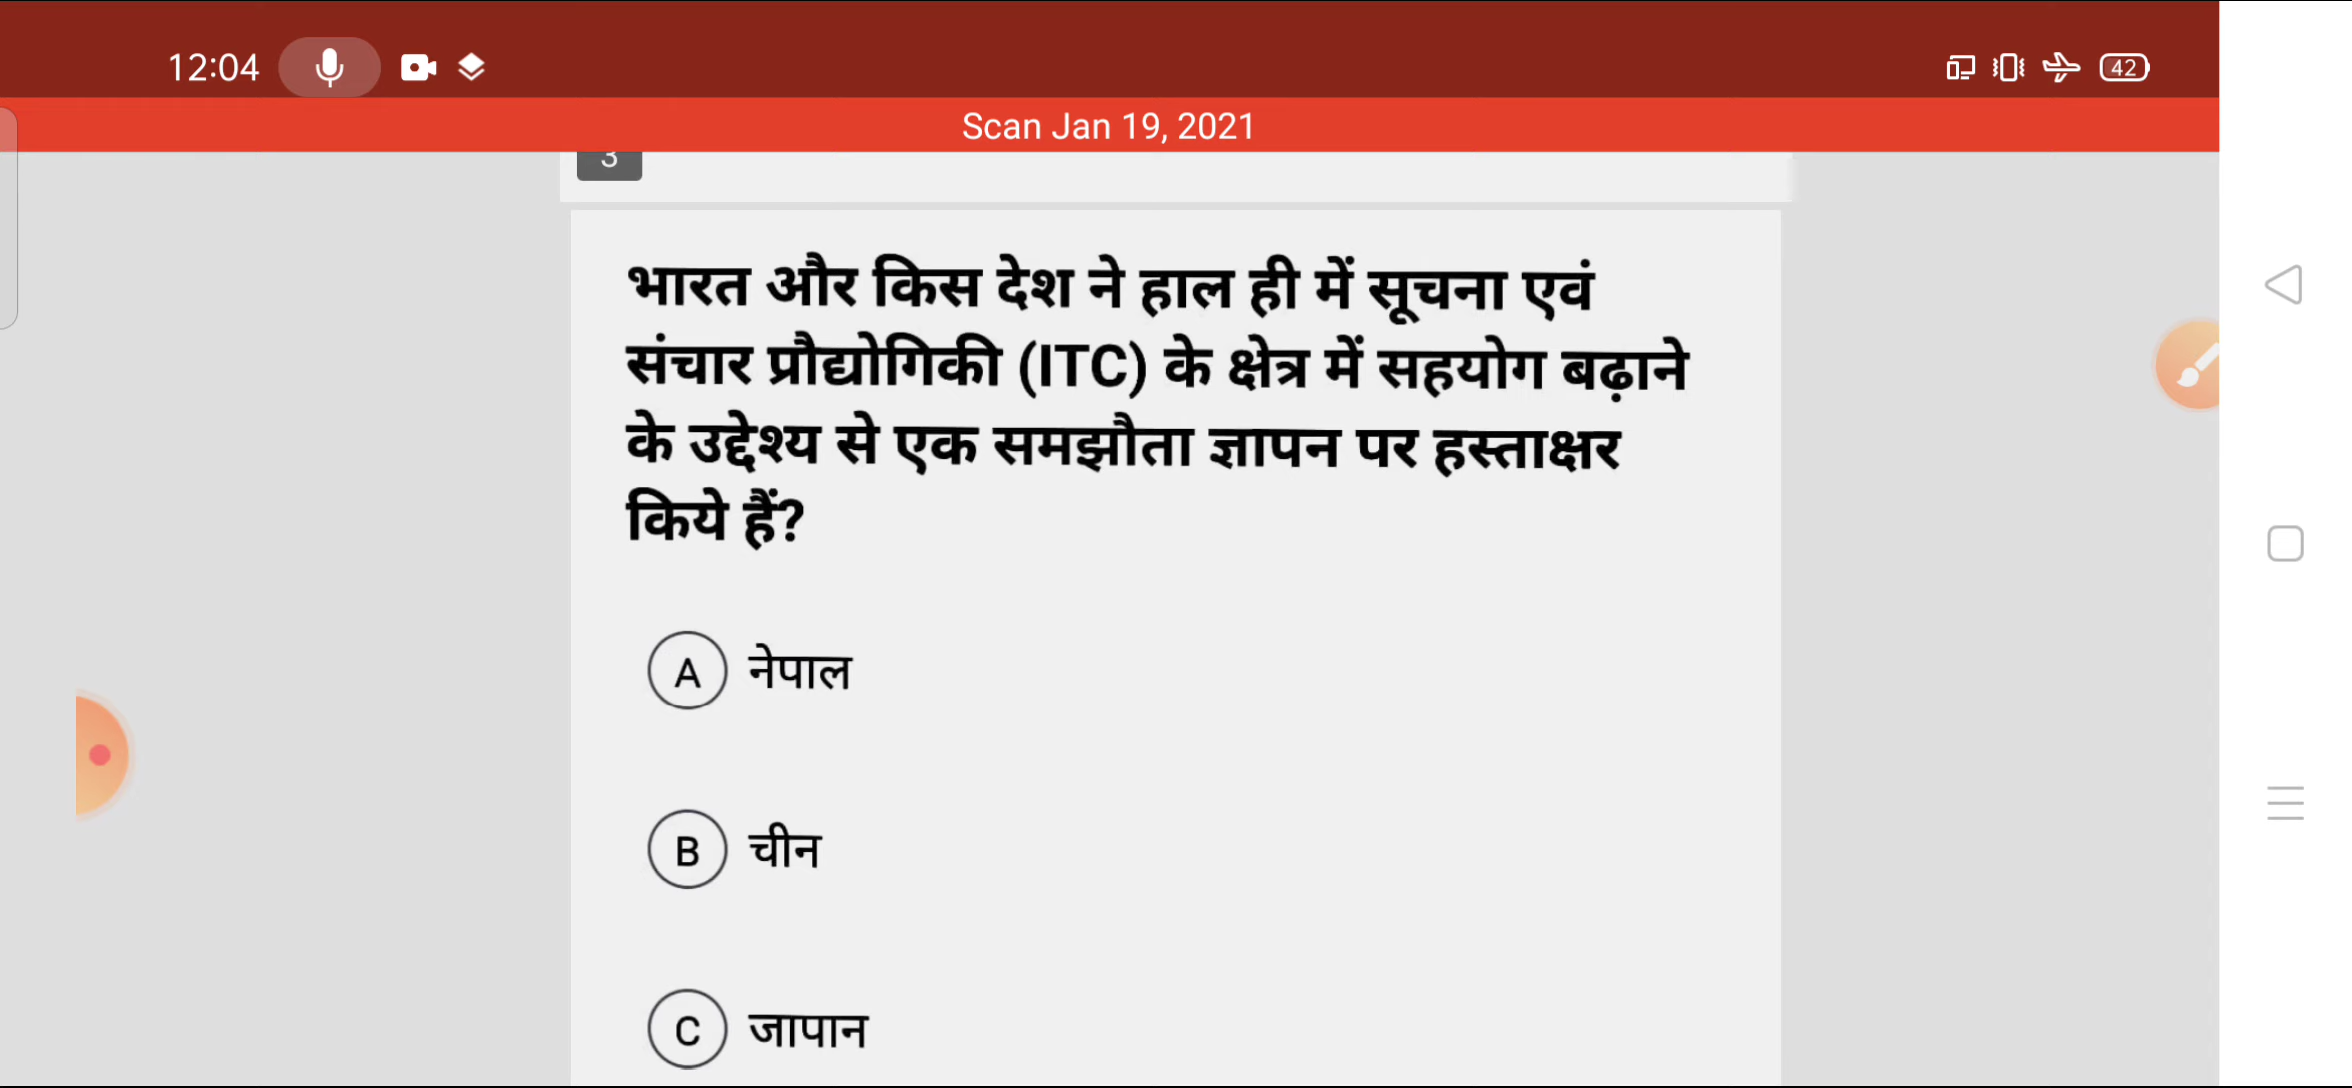 12:04
42
Scan Jan 19, 2021
3
भारत और किस देश ने हाल ही में सूचना एवं
संचार प्रौद्योगिकी (ITC) के क्षेत्र में सहयोग बढ़ाने
के उद्देश्य से एक समझौता ज्ञापन पर हस्ताक्षर
किये हैं?
A नेपाल
B चीन
C जापान